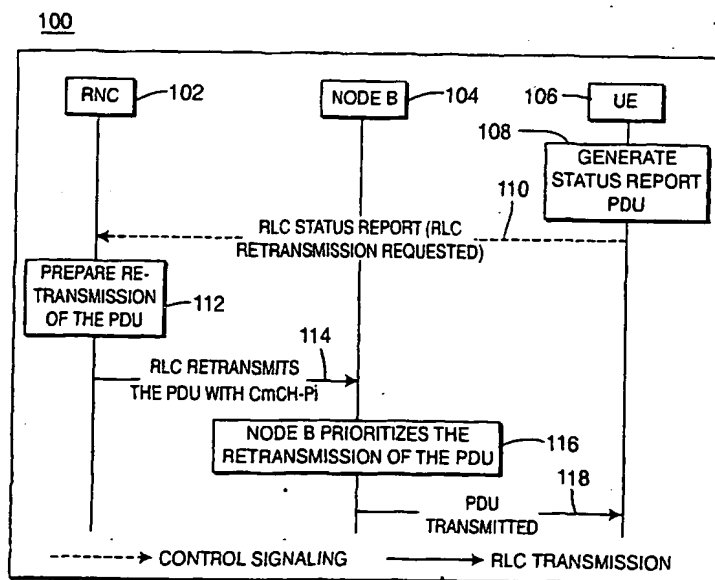 100
RNC
102
NODE B
104
106
UE
108
GENERATE
STATUS REPORT
PDU
110
RLC STATUS REPORT (RLC
RETRANSMISSION REQUESTED)
PREPARE RE-
TRANSMISSION
OF THE PDU
112
114
RLC RETRANSMITS
THE PDU WITH CmCH-Pi
NODE B PRIORITIZES THE
RETRANSMISSION OF THE PDU
116
118
PDU
TRANSMITTED
CONTROL SIGNALING
RLC TRANSMISSION